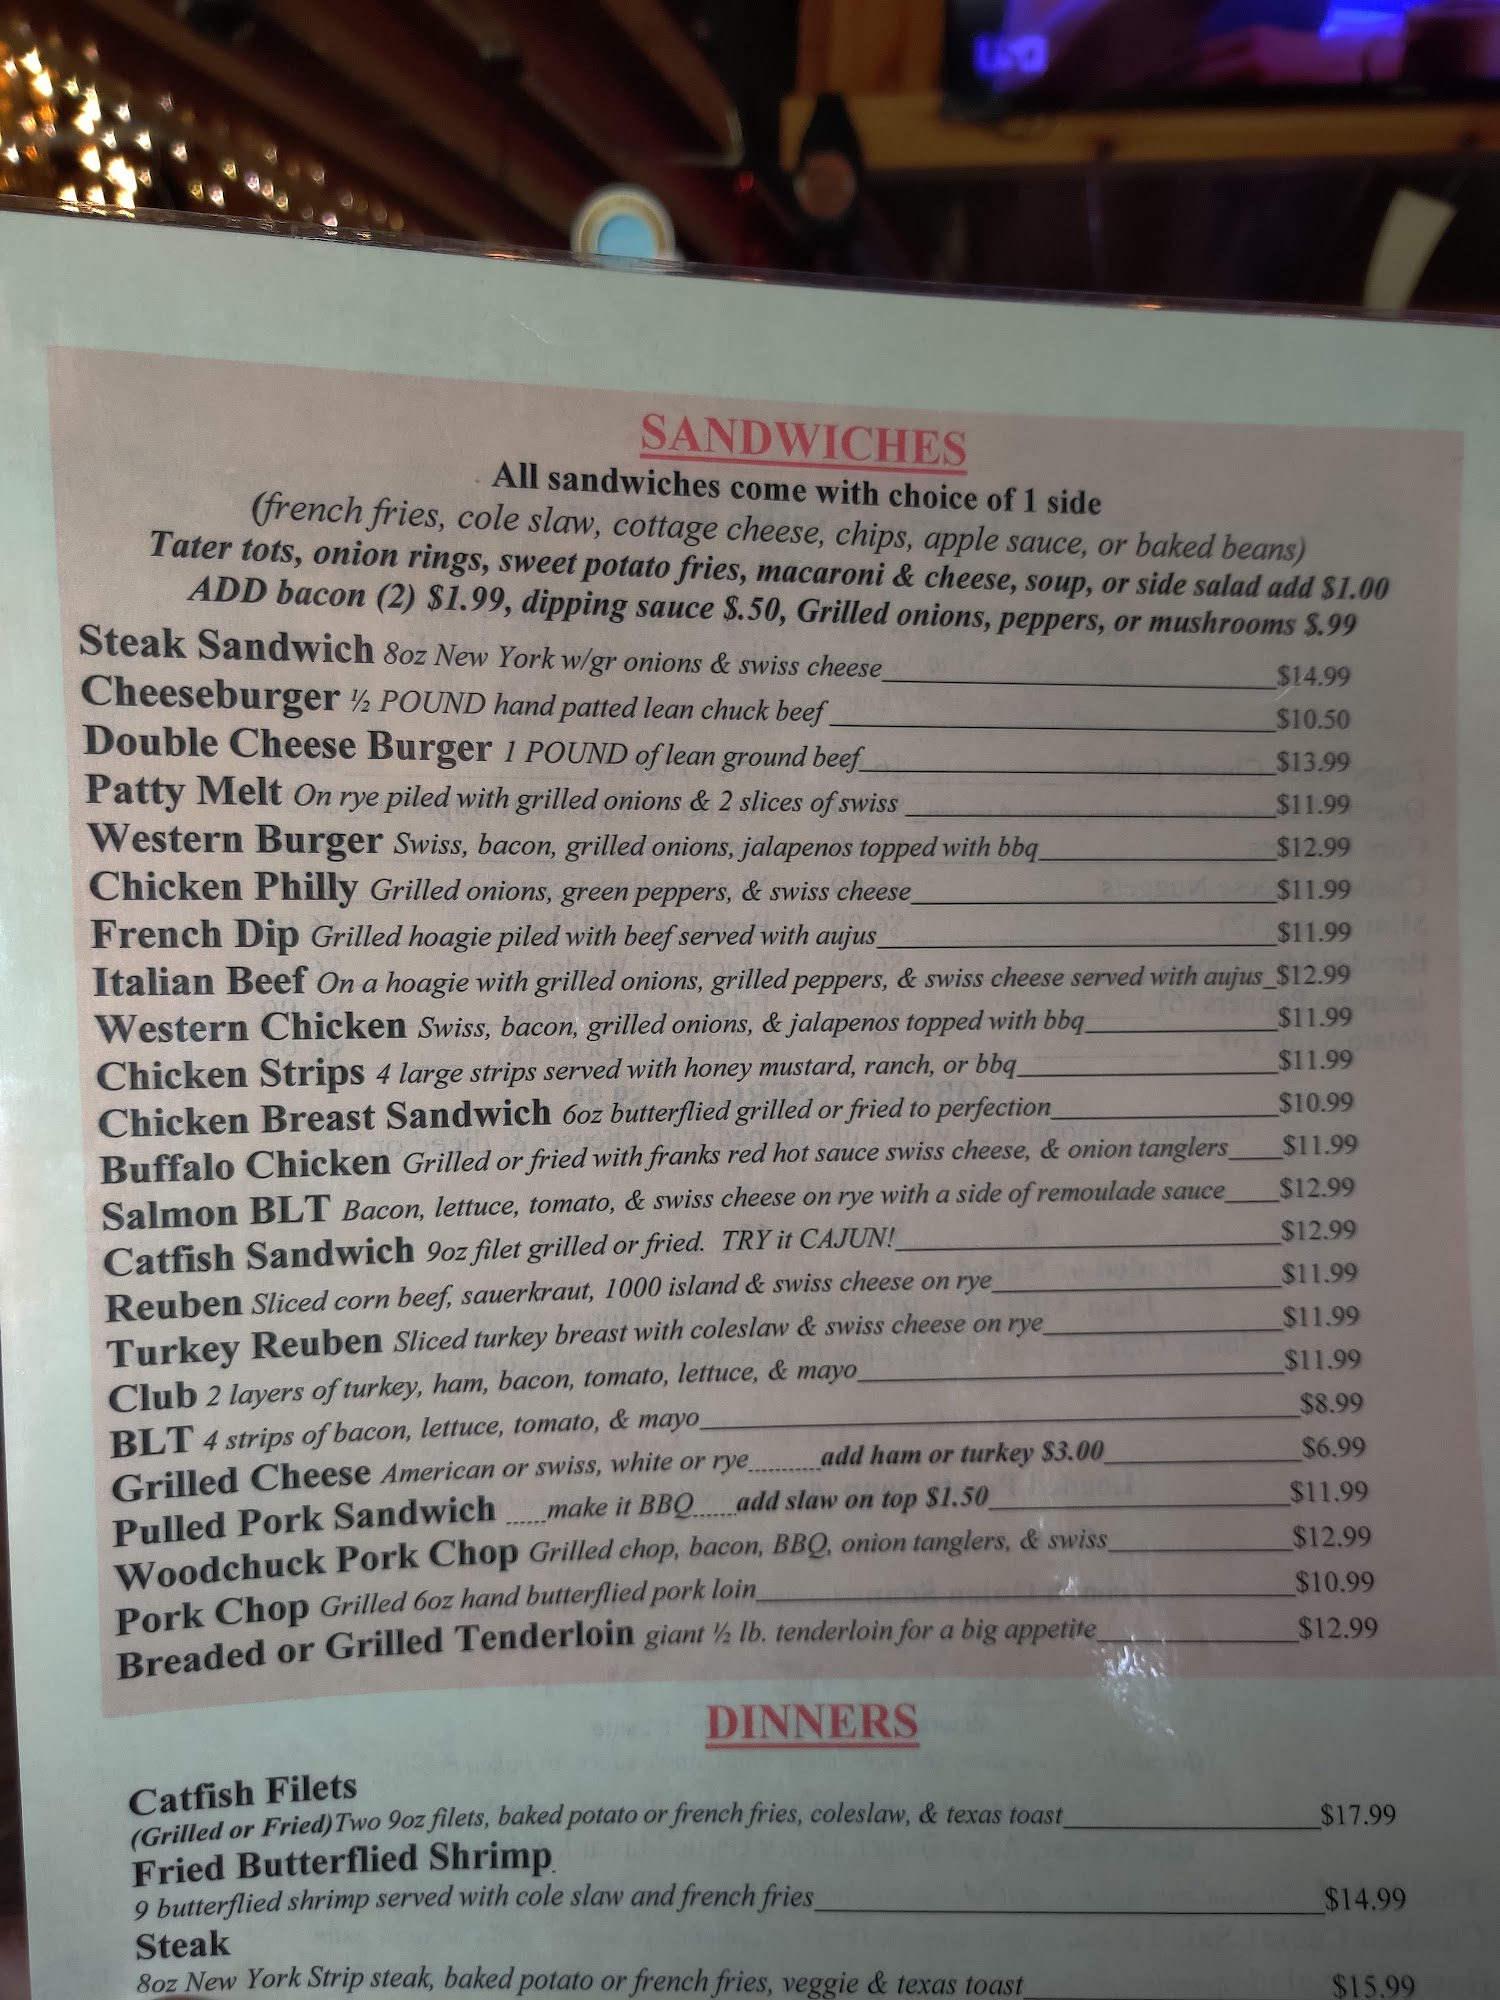 usa
SANDWICHES
All sandwiches come with choice of 1 side
(french fries, cole slaw, cottage cheese, chips, apple sauce, or baked beans)
Tater tots, onion rings, sweet potato fries, macaroni & cheese, soup, or side salad add $1.00
ADD bacon (2) $1.99, dipping sauce $.50, Grilled onions, peppers, or mushrooms $.99
Steak Sandwich 8oz New York w/gr onions & swiss cheese $14.99
Cheeseburger ½ POUND hand patted lean chuck beef $10.50
Double Cheese Burger 1 POUND of lean ground beef $13.99
Patty Melt On rye piled with grilled onions & 2 slices of swiss $11.99
Western Burger Swiss, bacon, grilled onions, jalapenos topped with bbq $12.99
Chicken Philly Grilled onions, green peppers, & swiss cheese $11.99
French Dip Grilled hoagie piled with beef served with aujus $11.99
Italian Beef On a hoagie with grilled onions, grilled peppers, & swiss cheese served with aujus $12.99
Western Chicken Swiss, bacon, grilled onions, & jalapenos topped with bbq $11.99
Chicken Strips 4 large strips served with honey mustard, ranch, or bbq $11.99
Chicken Breast Sandwich 6oz butterflied grilled or fried to perfection $10.99
Buffalo Chicken Grilled or fried with franks red hot sauce swiss cheese, & onion tanglers $11.99
Salmon BLT Bacon, lettuce, tomato, & swiss cheese on rye with a side of remoulade sauce $12.99
Catfish Sandwich 9oz filet grilled or fried. TRY it CAJUN! $12.99
Reuben Sliced corn beef, sauerkraut, 1000 island & swiss cheese on rye $11.99
Turkey Reuben Sliced turkey breast with coleslaw & swiss cheese on rye $11.99
Club 2 layers of turkey, ham, bacon, tomato, lettuce, & mayo $11.99
BLT 4 strips of bacon, lettuce, tomato, & mayo $8.99
Grilled Cheese American or swiss, white or rye..........add ham or turkey $3.00 $6.99
Pulled Pork Sandwich ......make it BBQ......add slaw on top $1.50 $11.99
Woodchuck Pork Chop Grilled chop, bacon, BBQ, onion tanglers, & swiss $12.99
Pork Chop Grilled 6oz hand butterflied pork loin $10.99
Breaded or Grilled Tenderloin giant ½ lb. tenderloin for a big appetite $12.99
DINNERS
Catfish Filets
(Grilled or Fried) Two 9oz filets, baked potato or french fries, coleslaw, & texas toast $17.99
Fried Butterflied Shrimp.
9 butterflied shrimp served with cole slaw and french fries $14.99
Steak
8oz New York Strip steak, baked potato or french fries, veggie & texas toast $15.99